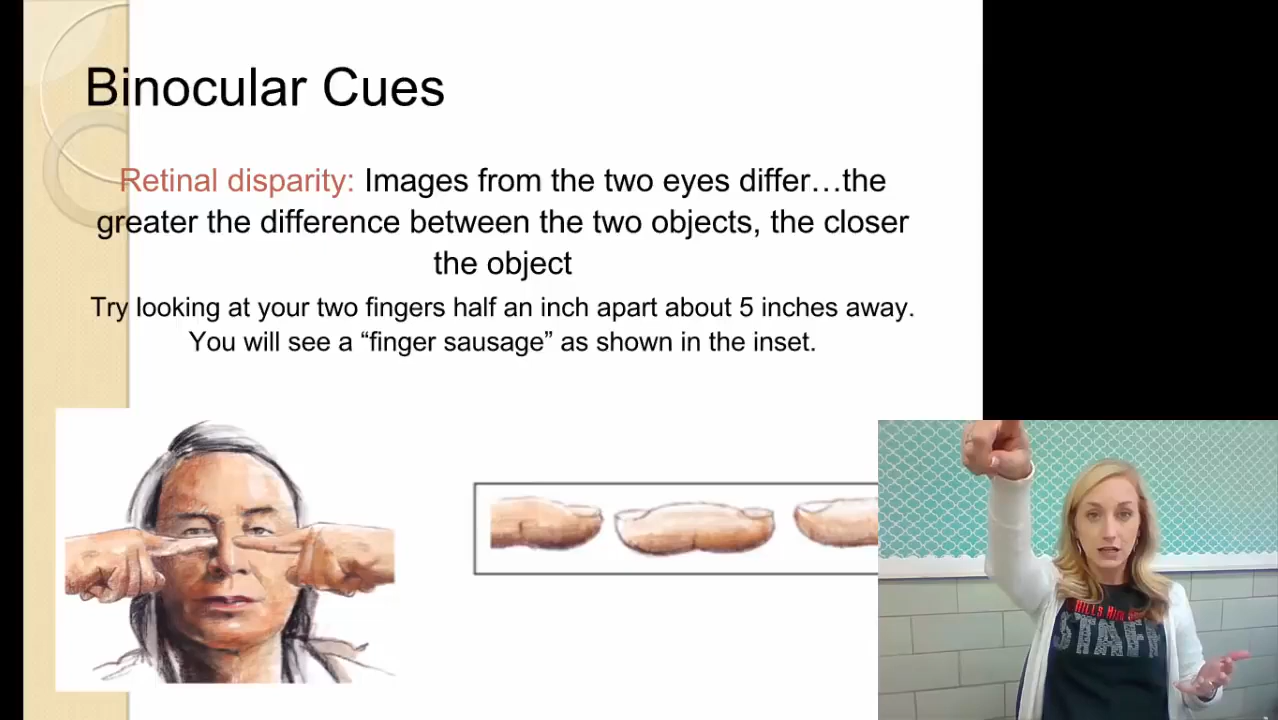 Binocular Cues
Retinal disparity: Images from the two eyes differ…the
greater the difference between the two objects, the closer
the object
Try looking at your two fingers half an inch apart about 5 inches away.
You will see a “finger sausage” as shown in the inset.
HILLS HIGH
STAFF